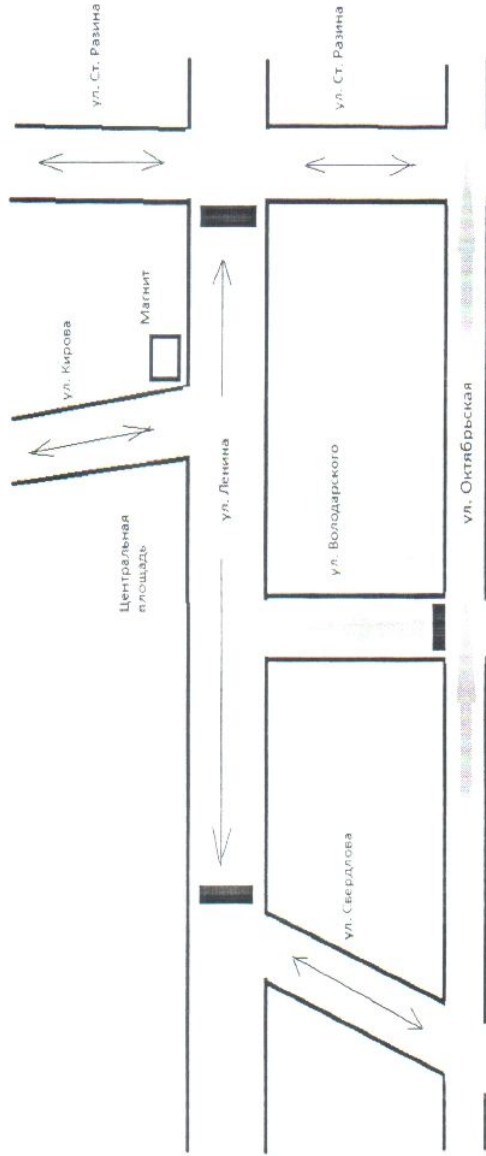 ул. Ст. Разина
ул. Ст. Разина
Магнит
ул. Кирова
ул. Ленина
Центральная
площадь
ул. Володарского
ул. Октябрьская
ул. Свердлова